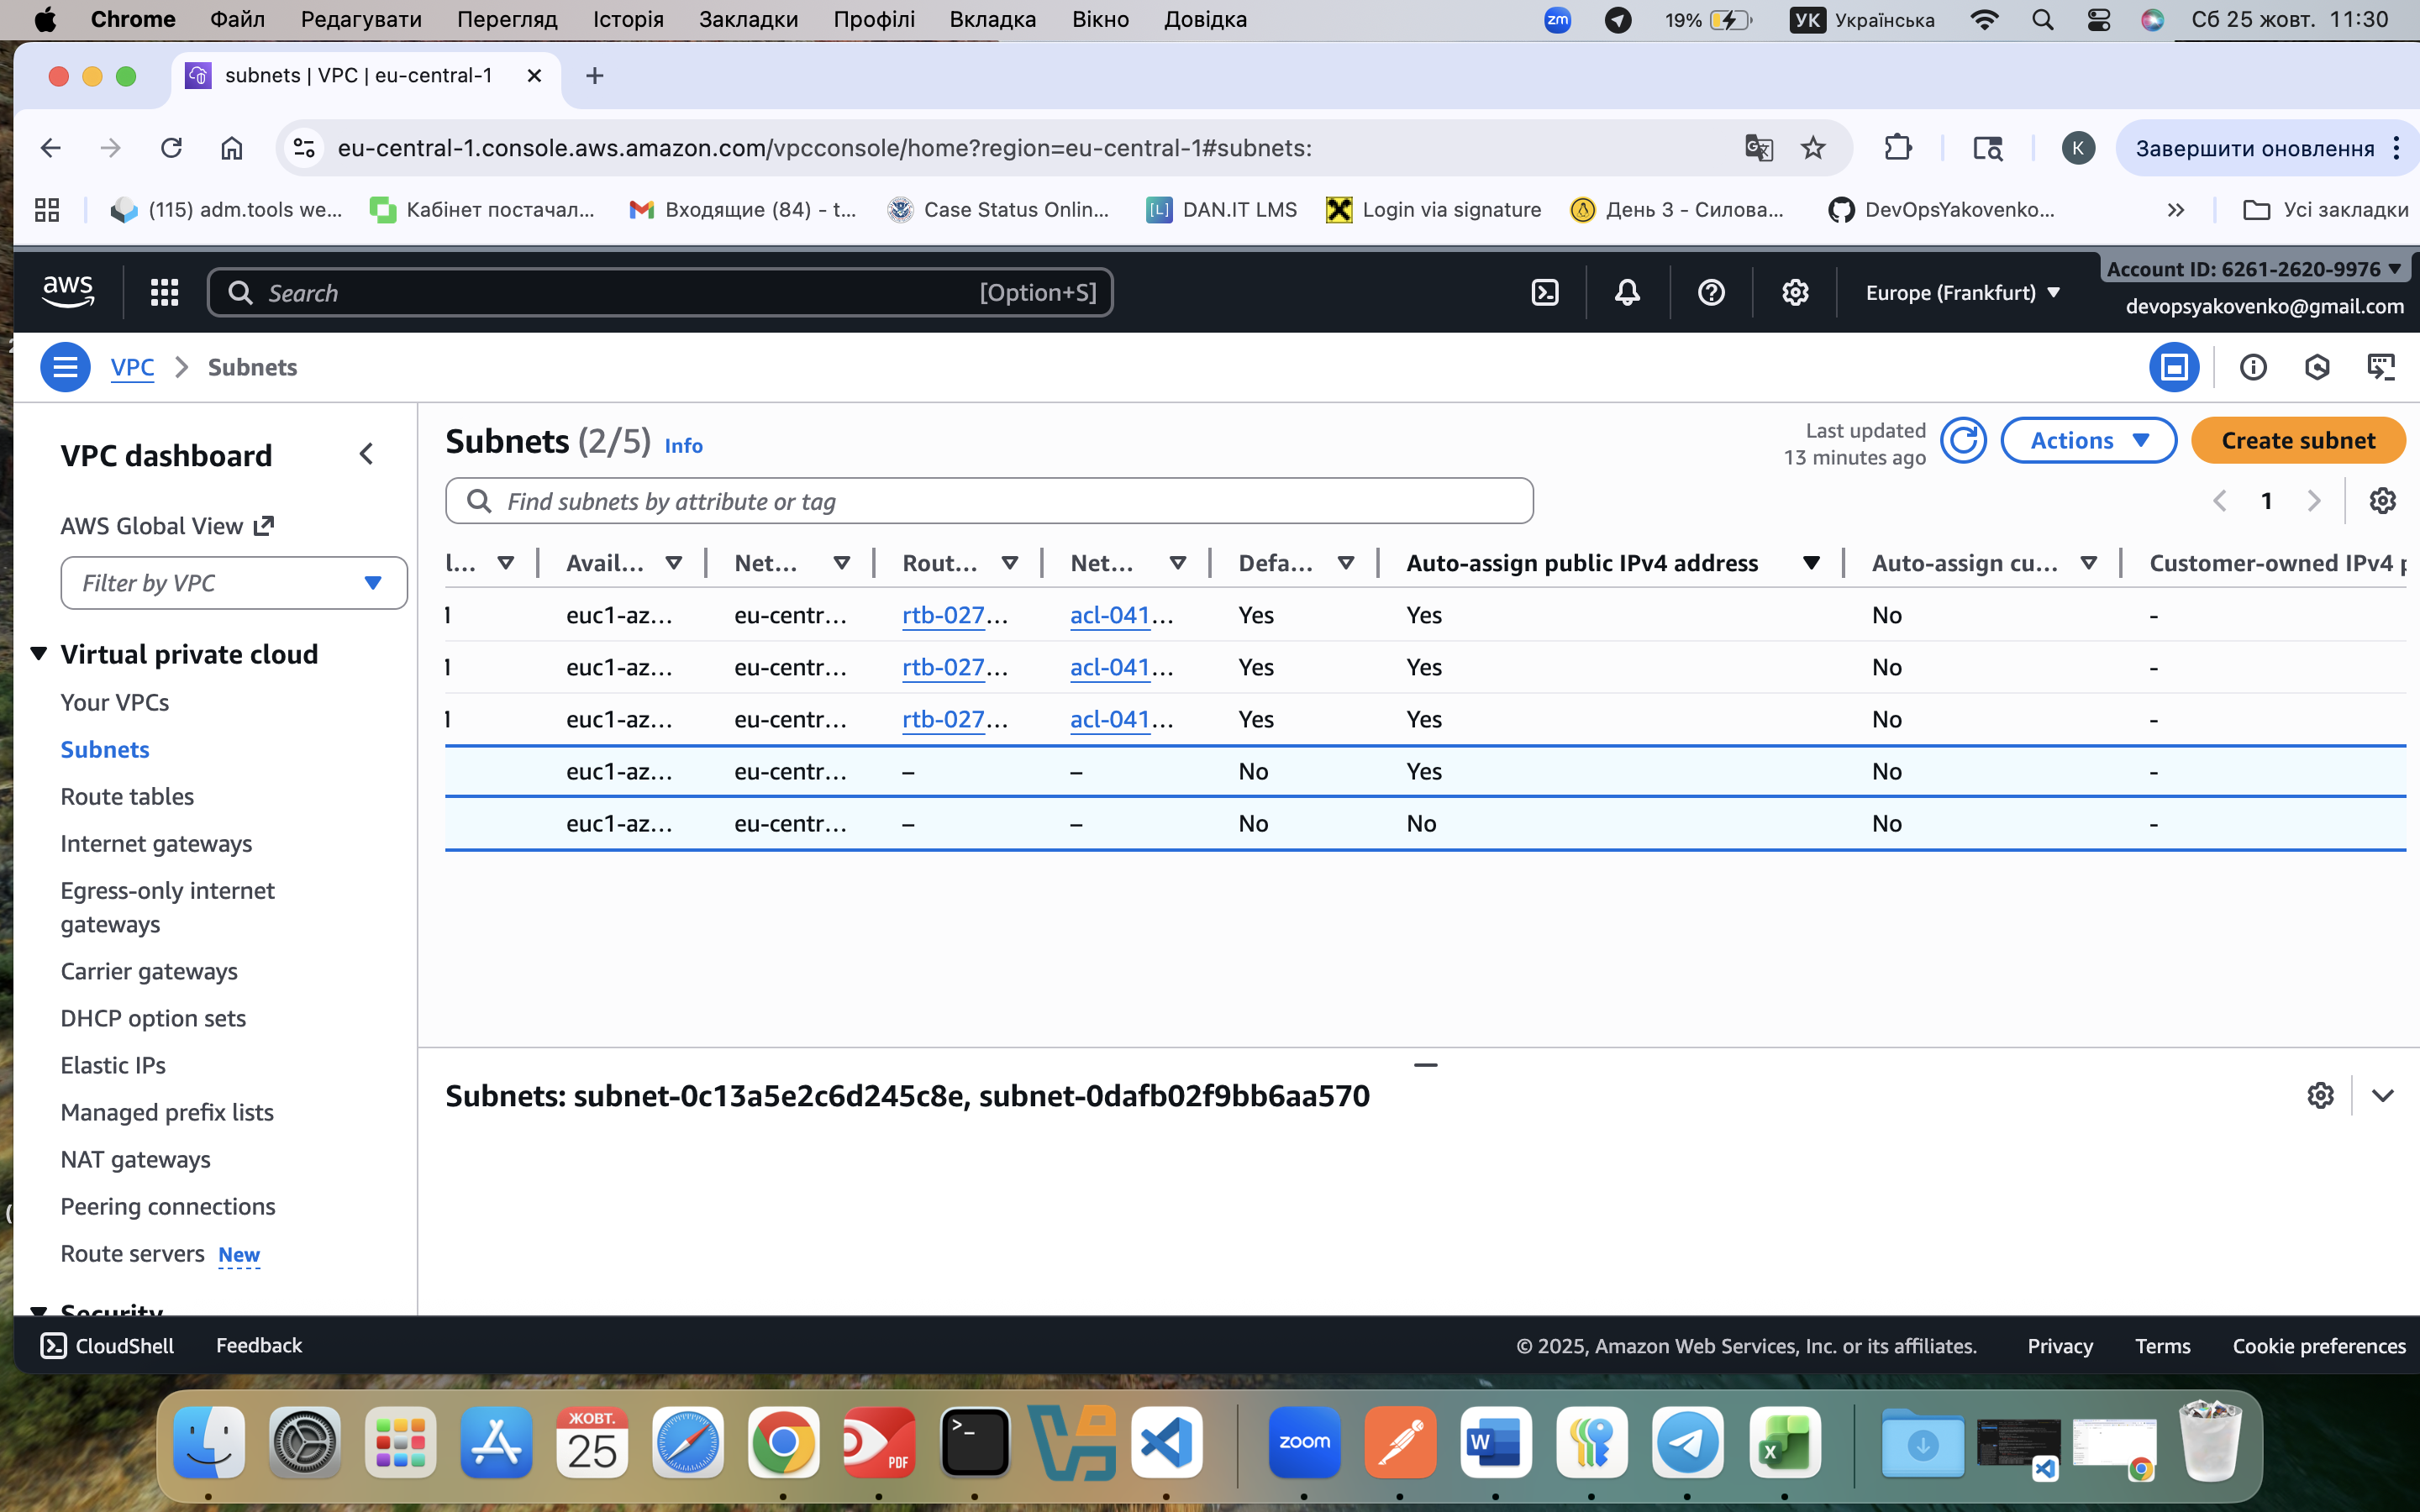 Chrome Файл Редагувати Перегляд Історія Закладки Профілі Вкладка Вікно Довідка zm 19% УК Українська Сб 25 жовт. 11:30
subnets | VPC | eu-central-1
eu-central-1.console.aws.amazon.com/vpcconsole/home?region=eu-central-1#subnets: K Завершити оновлення
(115) adm.tools we... Кабінет постачал... Входящие (84) - t... Case Status Onlin... [L] DAN.IT LMS Login via signature День 3 - Силова... DevOpsYakovenko... Усі закладки
aws Search [Option+S] Europe (Frankfurt) Account ID: 6261-2620-9976
devopsyakovenko@gmail.com
VPC Subnets
VPC dashboard
AWS Global View
Filter by VPC
Virtual private cloud
Your VPCs
Subnets
Route tables
Internet gateways
Egress-only internet
gateways
Carrier gateways
DHCP option sets
Elastic IPs
Managed prefix lists
NAT gateways
Peering connections
Route servers New
Security
Subnets (2/5) Info
Last updated
13 minutes ago
Actions Create subnet
Find subnets by attribute or tag
1
l... Avail... Net... Rout... Net... Defa... Auto-assign public IPv4 address Auto-assign cu... Customer-owned IPv4 p
1 euc1-az... eu-centr... rtb-027... acl-041... Yes Yes No -
1 euc1-az... eu-centr... rtb-027... acl-041... Yes Yes No -
1 euc1-az... eu-centr... rtb-027... acl-041... Yes Yes No -
euc1-az... eu-centr... – – No Yes No -
euc1-az... eu-centr... – – No No No -
Subnets: subnet-0c13a5e2c6d245c8e, subnet-0dafb02f9bb6aa570
CloudShell Feedback © 2025, Amazon Web Services, Inc. or its affiliates. Privacy Terms Cookie preferences
ЖОВТ.
25
PDF
zoom
W
X